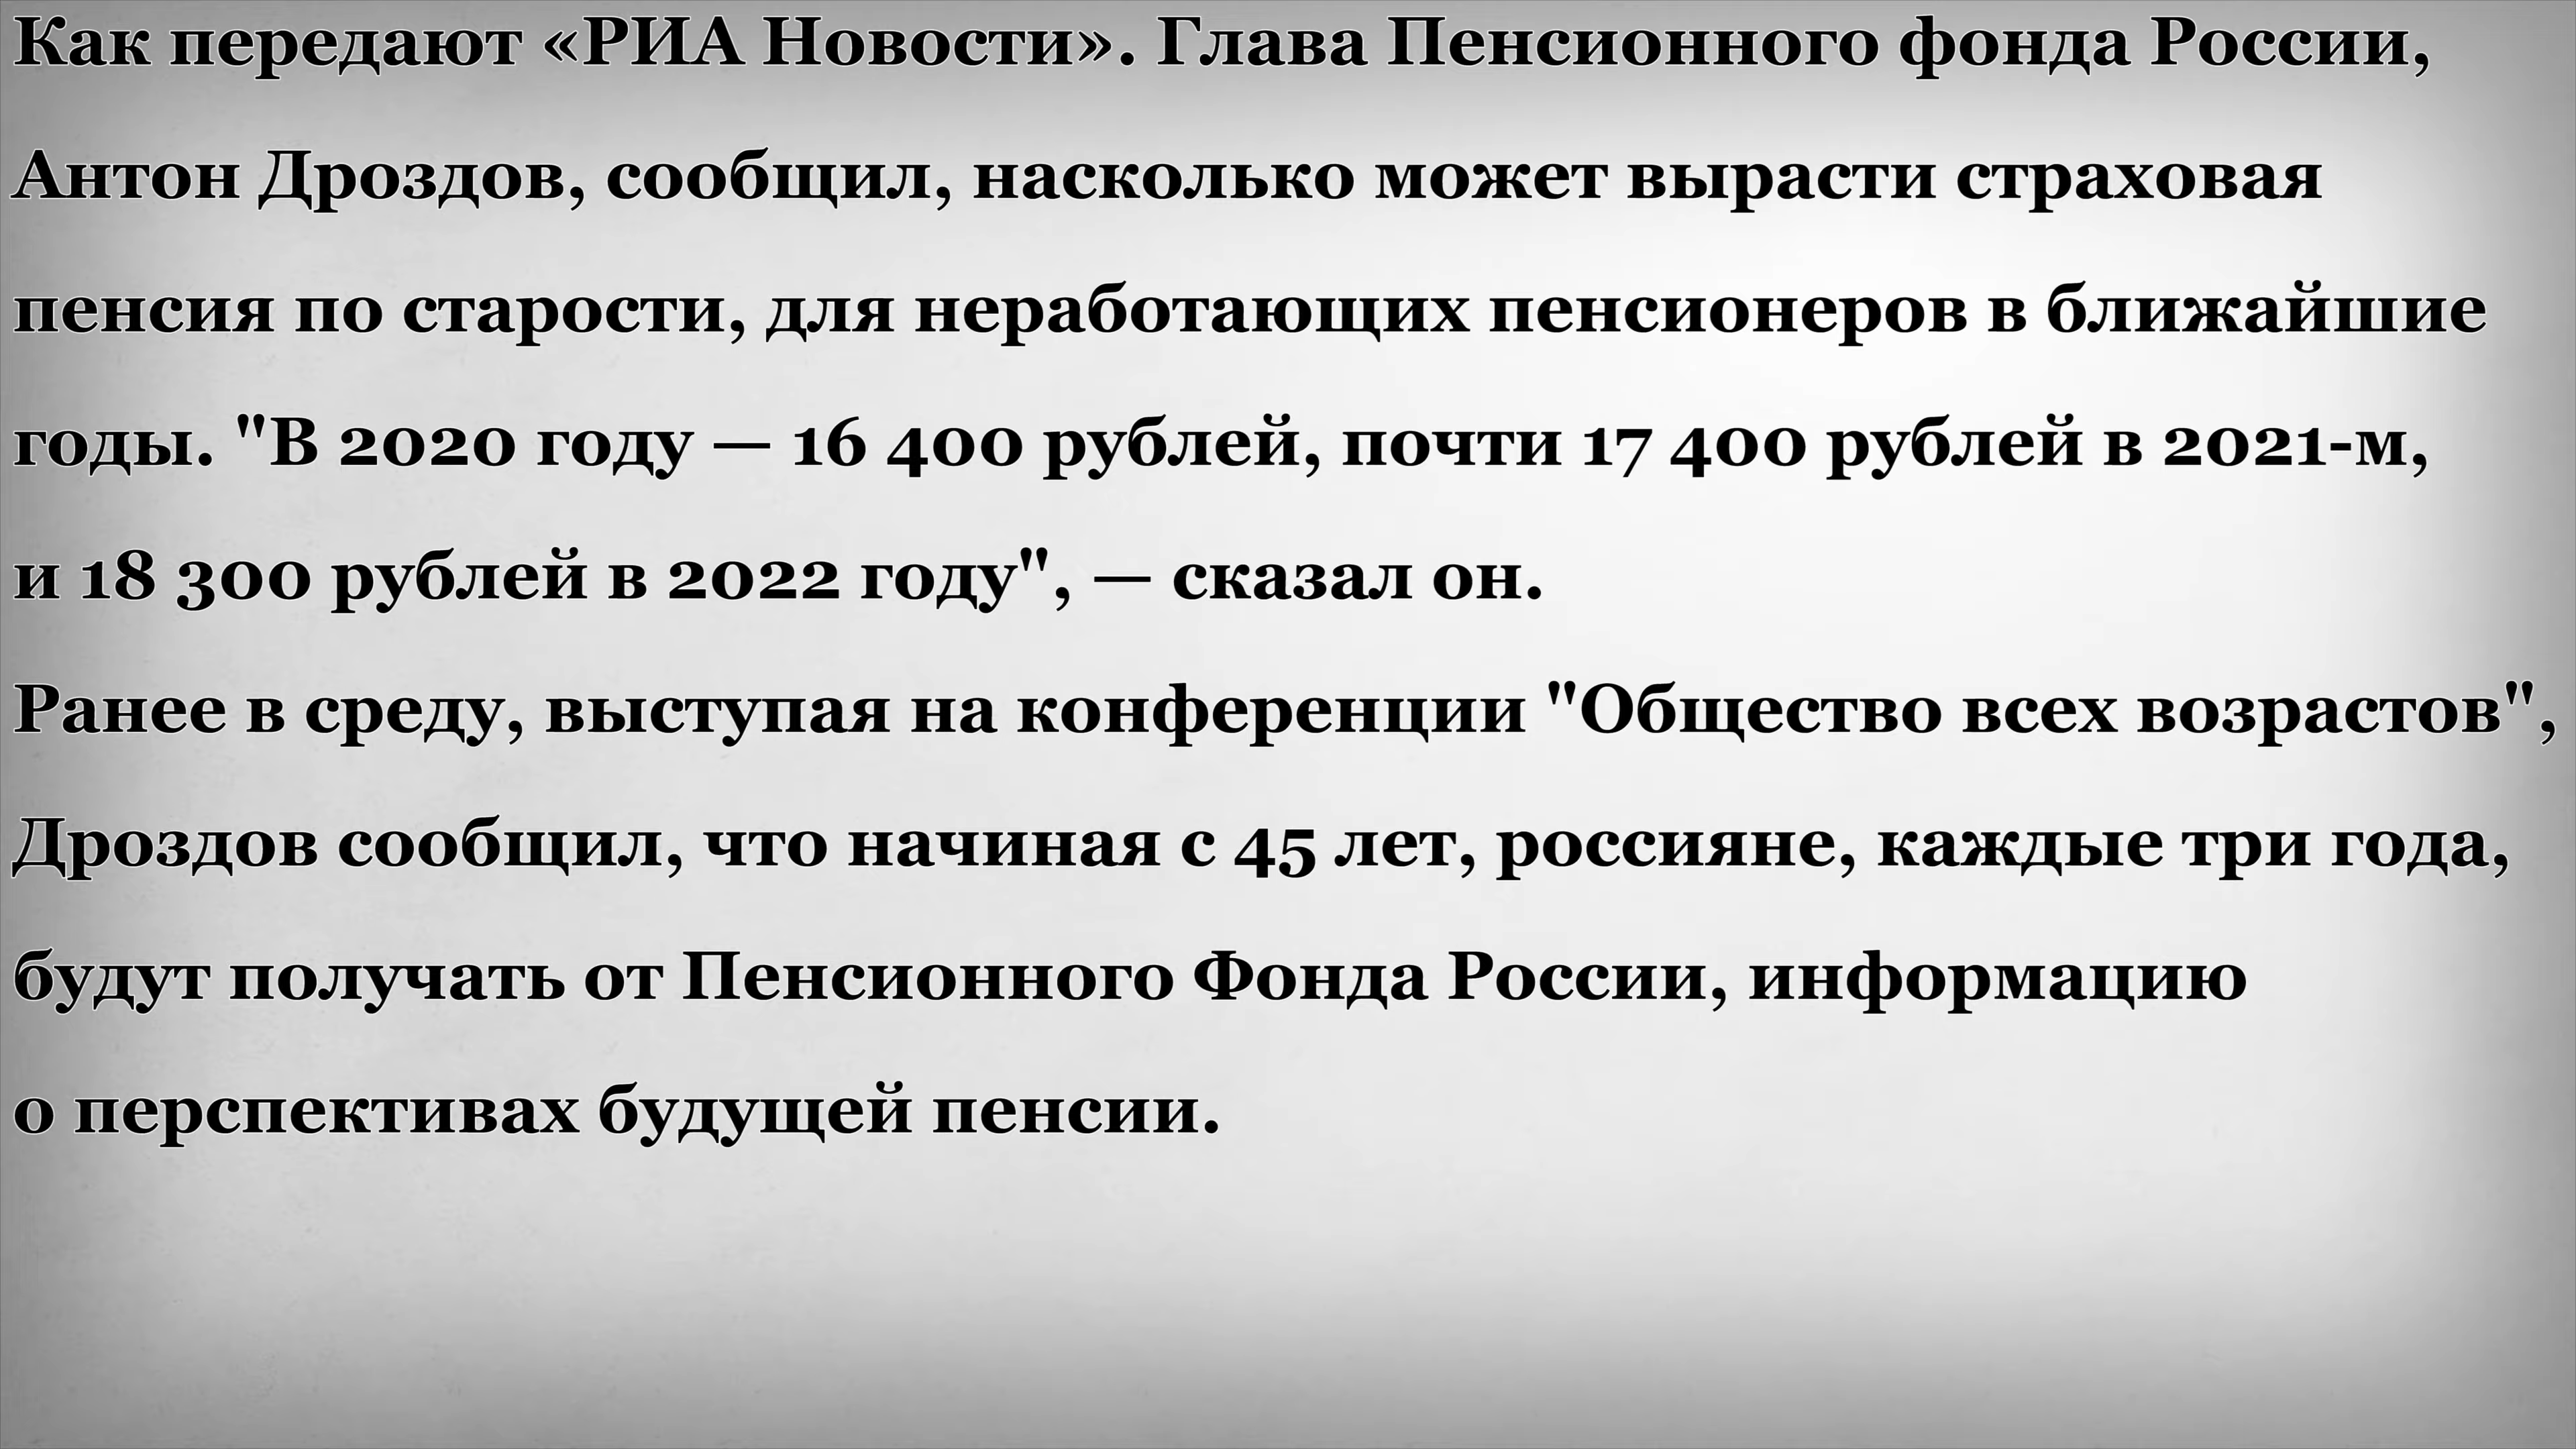 Как передают «РИА Новости». Глава Пенсионного фонда России,
Антон Дроздов, сообщил, насколько может вырасти страховая
пенсия по старости, для неработающих пенсионеров в ближайшие
годы. "В 2020 году — 16 400 рублей, почти 17 400 рублей в 2021-м,
и 18 300 рублей в 2022 году", — сказал он.
Ранее в среду, выступая на конференции "Общество всех возрастов",
Дроздов сообщил, что начиная с 45 лет, россияне, каждые три года,
будут получать от Пенсионного Фонда России, информацию
о перспективах будущей пенсии.